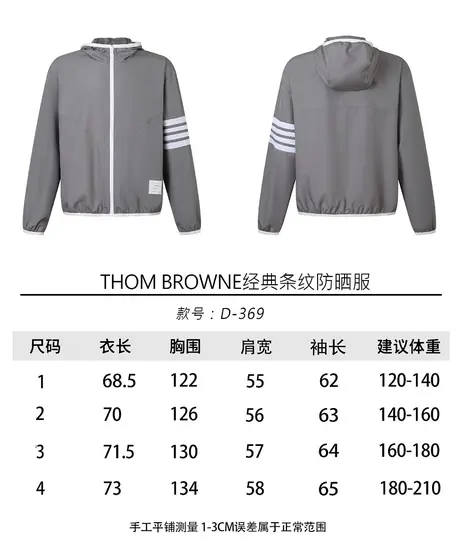 THOM BROWNE经典条纹防晒服
款号：D-369
尺码 衣长 胸围 肩宽 袖长 建议体重
1 68.5 122 55 62 120-140
2 70 126 56 63 140-160
3 71.5 130 57 64 160-180
4 73 134 58 65 180-210
手工平铺测量 1-3CM误差属于正常范围